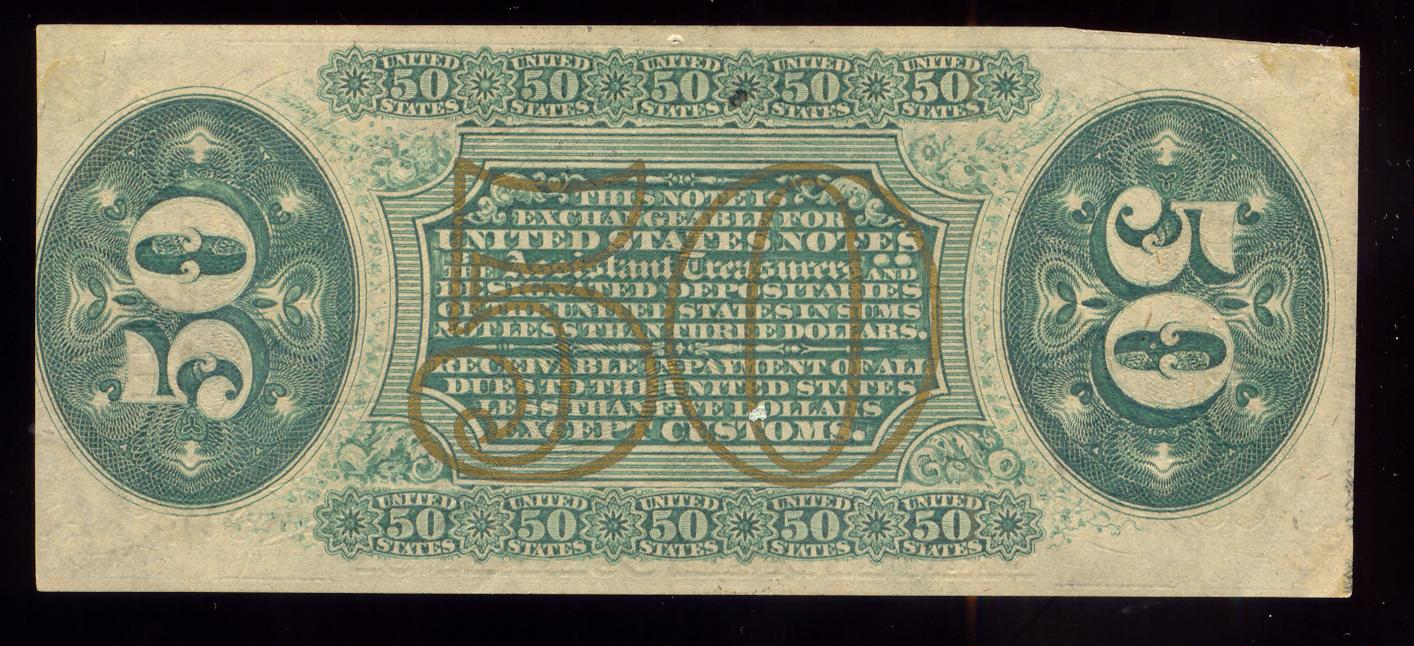 UNITED 50 STATES UNITED 50 STATES UNITED 50 STATES UNITED 50 STATES UNITED 50 STATES
50
THIS NOTE IS
EXCHANGEABLE FOR
UNITED STATES NOTES
BY
THE Assistant Treasurers AND
DESIGNATED DEPOSITARIES
OF THE UNITED STATES IN SUMS
NOT LESS THAN THREE DOLLARS.
RECEIVABLE IN PAYMENT OF ALL
DUES TO THE UNITED STATES
LESS THAN FIVE DOLLARS
EXCEPT CUSTOMS.
50
50
UNITED 50 STATES UNITED 50 STATES UNITED 50 STATES UNITED 50 STATES UNITED 50 STATES